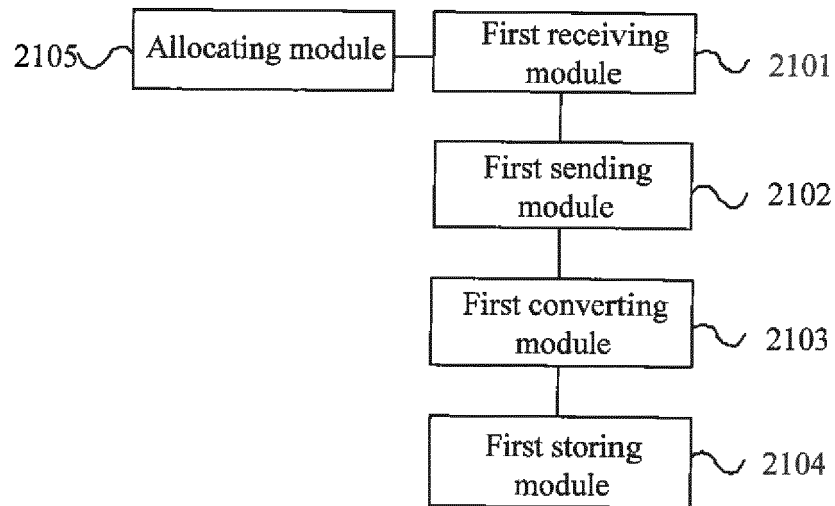 2105
Allocating module
First receiving
module
2101
First sending
module
2102
First converting
module
2103
First storing
module
2104